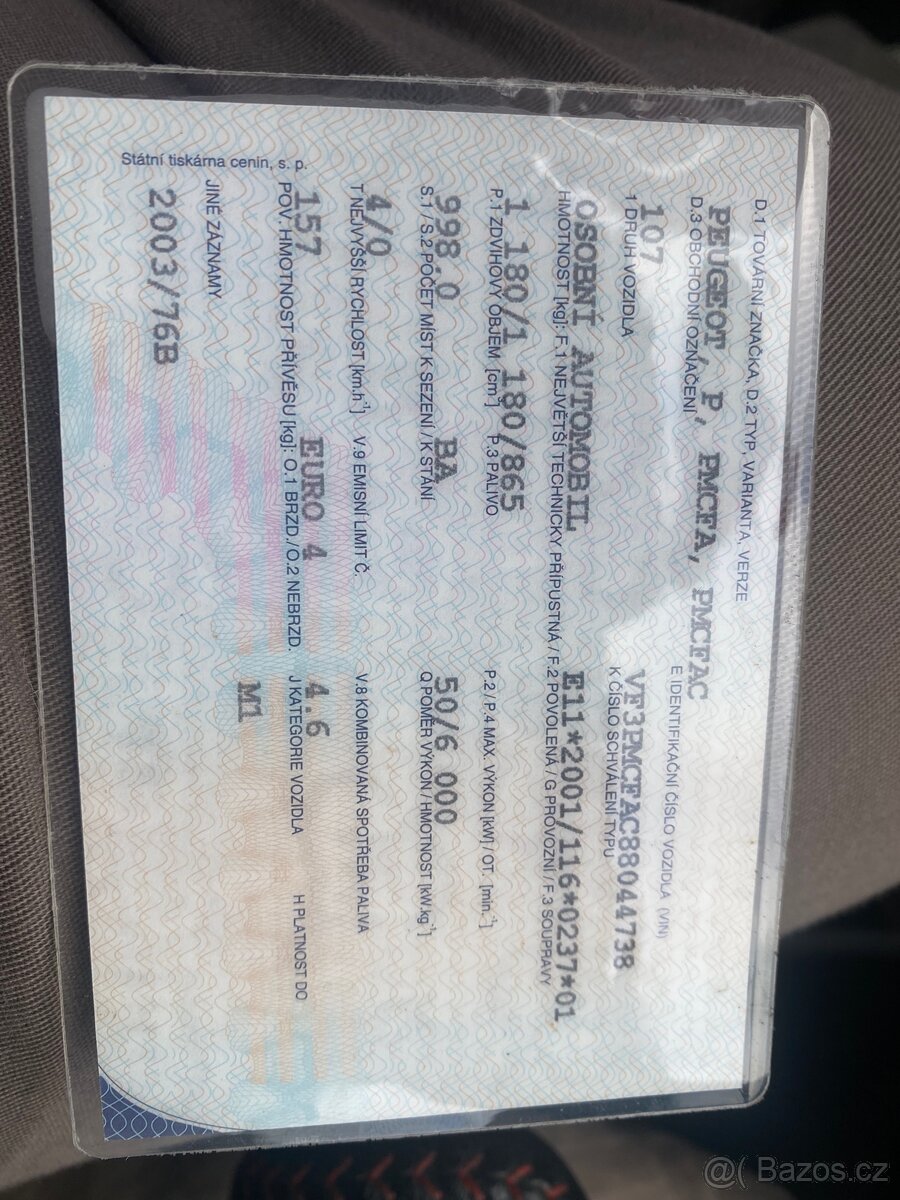 D.1 TOVÁRNÍ ZNAČKA, D.2 TYP, VARIANTA, VERZE
PEUGEOT, P, PMCFA, PMCFAC
D.3 OBCHODNÍ OZNAČENÍ
E IDENTIFIKAČNÍ ČÍSLO VOZIDLA (VIN)
107
VF3PMCFAC88044738
1 DRUH VOZIDLA
K ČÍSLO SCHVÁLENÍ TYPU
OSOBNÍ AUTOMOBIL
E11*2001/116*0237*01
HMOTNOST [kg]: F.1 NEJVĚTŠÍ TECHNICKY PŘÍPUSTNÁ / F.2 POVOLENÁ / G PROVOZNÍ / F.3 SOUPRAVY
1 180/1 180/865
P.1 ZDVIHOVÝ OBJEM [cm³]
P.3 PALIVO
P.2 / P.4 MAX. VÝKON [kW] / OT. [min.⁻¹]
998.0
BA
50/6 000
S.1 / S.2 POČET MÍST K SEZENÍ / K STÁNÍ
Q POMĚR VÝKON / HMOTNOST [kW.kg⁻¹]
4/0
T NEJVYŠŠÍ RYCHLOST [km.h⁻¹]
V.9 EMISNÍ LIMIT Č.
V.8 KOMBINOVANÁ SPOTŘEBA PALIVA
157
EURO 4
4.6
POV. HMOTNOST PŘÍVĚSU [kg]: O.1 BRZD./O.2 NEBRZD.
J KATEGORIE VOZIDLA
H PLATNOST DO
M1
JINÉ ZÁZNAMY
2003/76B
Státní tiskárna cenin, s. p.
@( Bazos.cz